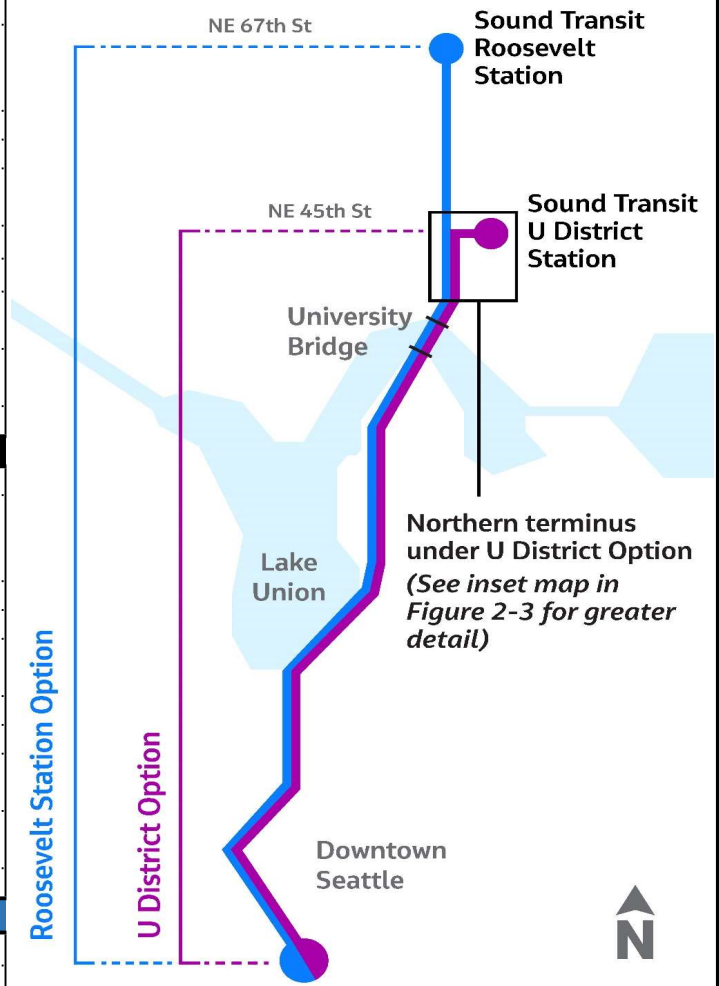 NE 67th St
Sound Transit
Roosevelt
Station
NE 45th St
Sound Transit
U District
Station
University
Bridge
Northern terminus
under U District Option
(See inset map in
Figure 2-3 for greater
detail)
Lake
Union
Roosevelt Station Option
U District Option
Downtown
Seattle
N